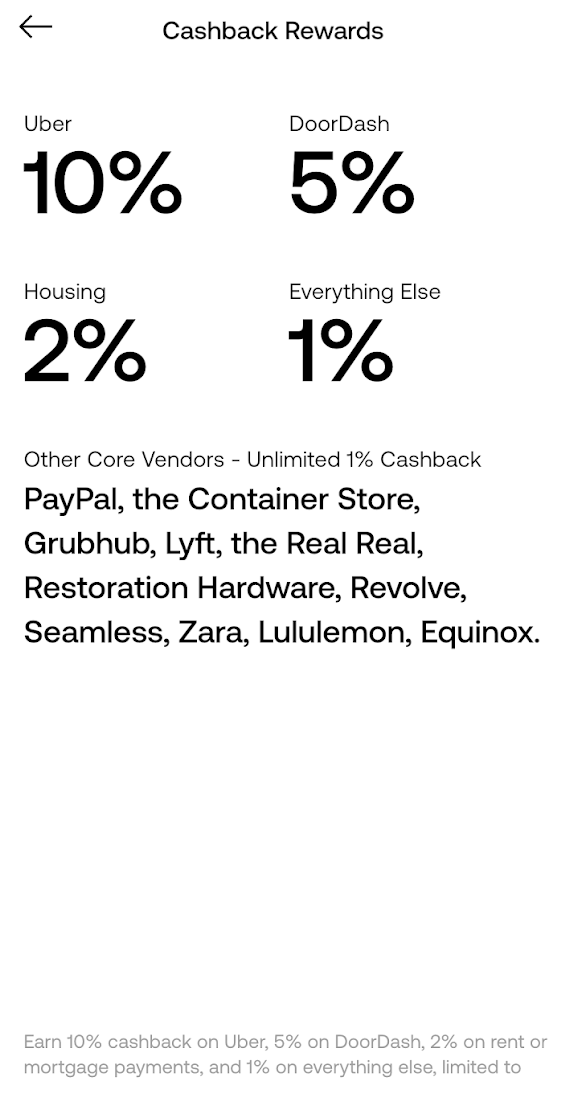 Cashback Rewards
Uber
DoorDash
10%
5%
Housing
Everything Else
2%
1%
Other Core Vendors - Unlimited 1% Cashback
PayPal, the Container Store,
Grubhub, Lyft, the Real Real,
Restoration Hardware, Revolve,
Seamless, Zara, Lululemon, Equinox.
Earn 10% cashback on Uber, 5% on DoorDash, 2% on rent or
mortgage payments, and 1% on everything else, limited to